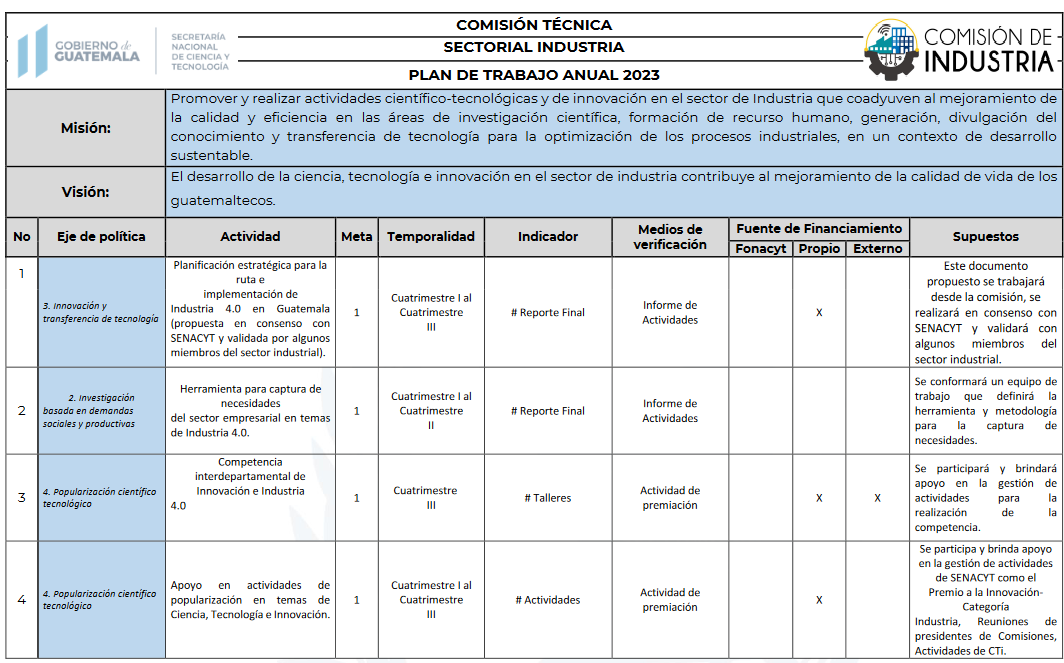 GOBIERNO de
GUATEMALA
SECRETARÍA
NACIONAL
DE CIENCIA Y
TECNOLOGÍA
COMISIÓN TÉCNICA
SECTORIAL INDUSTRIA
PLAN DE TRABAJO ANUAL 2023
COMISIÓN DE
INDUSTRIA
Misión:
Promover y realizar actividades científico-tecnológicas y de innovación en el sector de Industria que coadyuven al mejoramiento de
la calidad y eficiencia en las áreas de investigación científica, formación de recurso humano, generación, divulgación del
conocimiento y transferencia de tecnología para la optimización de los procesos industriales, en un contexto de desarrollo
sustentable.
Visión:
El desarrollo de la ciencia, tecnología e innovación en el sector de industria contribuye al mejoramiento de la calidad de vida de los
guatemaltecos.
No
Eje de política
Actividad
Meta
Temporalidad
Indicador
Medios de
verificación
Fuente de Financiamiento
Fonacyt
Propio
Externo
Supuestos
1
3. Innovación y
transferencia de tecnología
Planificación estratégica para la
ruta e
implementación de
Industria 4.0 en Guatemala
(propuesta en consenso con
SENACYT y validada por algunos
miembros del sector industrial).
1
Cuatrimestre I al
Cuatrimestre
III
# Reporte Final
Informe de
Actividades
X
Este documento
propuesto se trabajará
desde la comisión, se
realizará en consenso con
SENACYT y validará con
algunos miembros del
sector industrial.
2
2. Investigación
basada en demandas
sociales y productivas
Herramienta para captura de
necesidades
del sector empresarial en temas
de Industria 4.0.
1
Cuatrimestre I al
Cuatrimestre
II
# Reporte Final
Informe de
Actividades
Se conformará un equipo de
trabajo que definirá la
herramienta y metodología
para la captura de
necesidades.
3
4. Popularización científico
tecnológico
Competencia
interdepartamental de
Innovación e Industria
4.0
1
Cuatrimestre
III
# Talleres
Actividad de
premiación
X
X
Se participará y brindará
apoyo en la gestión de
actividades para la
realización de la
competencia.
4
4. Popularización científico
tecnológico
Apoyo en actividades de
popularización en temas de
Ciencia, Tecnología e Innovación.
1
Cuatrimestre I al
Cuatrimestre
III
# Actividades
Actividad de
premiación
X
Se participa y brinda apoyo
en la gestión de actividades
de SENACYT como el
Premio a la Innovación-
Categoría
Industria, Reuniones de
presidentes de Comisiones,
Actividades de CTi.